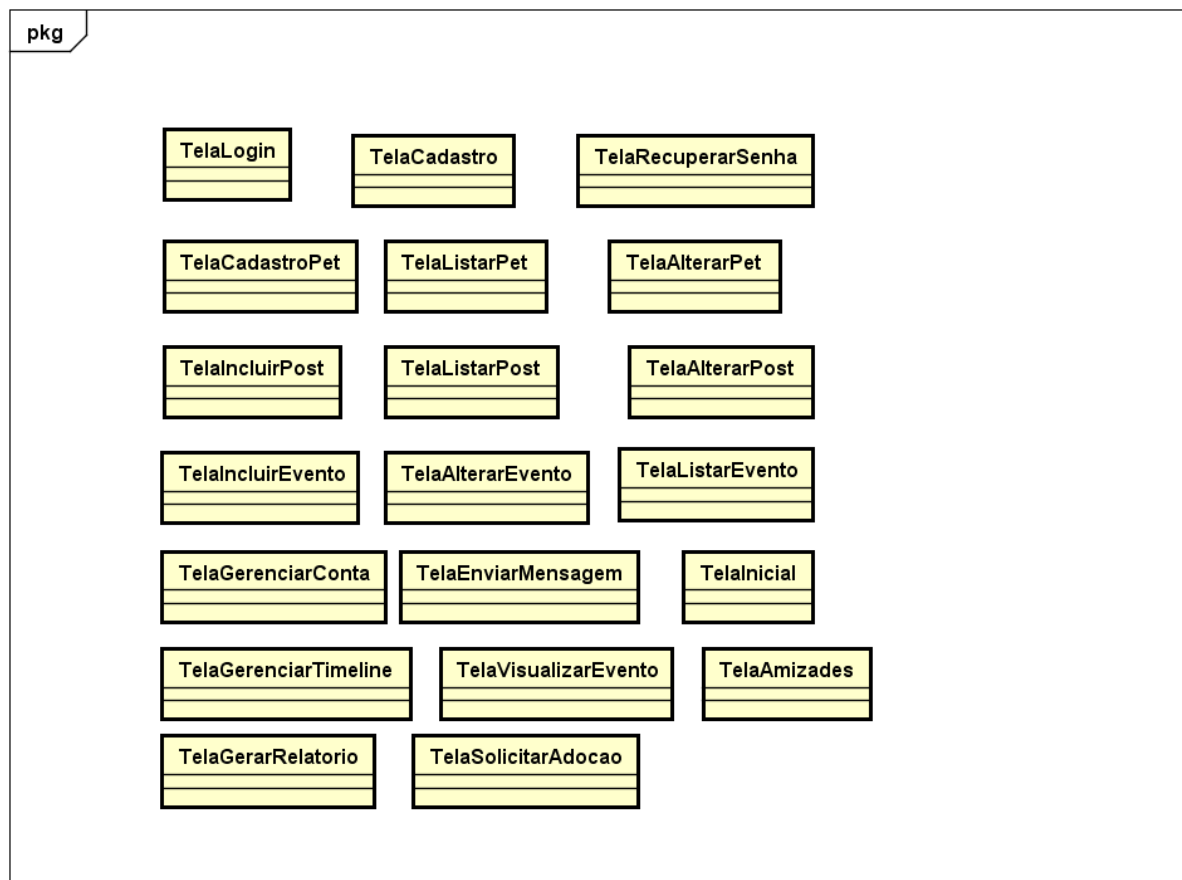 pkg
TelaLogin
TelaCadastro
TelaRecuperarSenha
TelaCadastroPet
TelaListarPet
TelaAlterarPet
TelaIncluirPost
TelaListarPost
TelaAlterarPost
TelaIncluirEvento
TelaAlterarEvento
TelaListarEvento
TelaGerenciarConta
TelaEnviarMensagem
TelaInicial
TelaGerenciarTimeline
TelaVisualizarEvento
TelaAmizades
TelaGerarRelatorio
TelaSolicitarAdocao